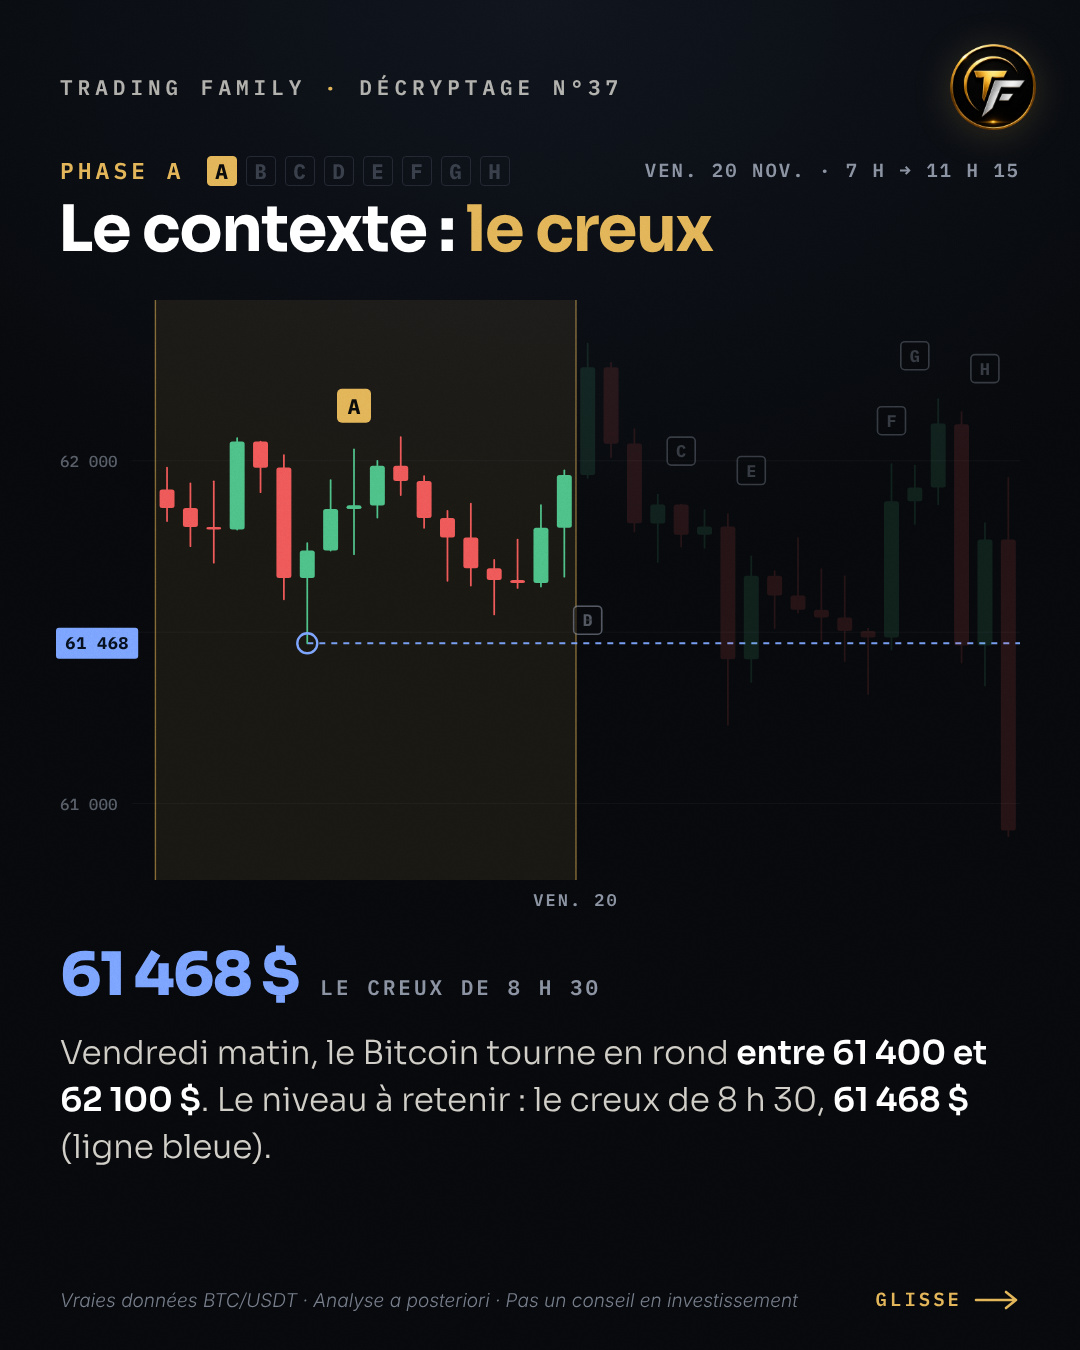 TRADING FAMILY · DÉCRYPTAGE N°37
TF
PHASE A A B C D E F G H
VEN. 20 NOV. · 7 H → 11 H 15
Le contexte : le creux
G
H
A
F
C
62 000
E
D
61 468
61 000
VEN. 20
61 468 $ LE CREUX DE 8 H 30
Vendredi matin, le Bitcoin tourne en rond entre 61 400 et
62 100 $. Le niveau à retenir : le creux de 8 h 30, 61 468 $
(ligne bleue).
Vraies données BTC/USDT · Analyse a posteriori · Pas un conseil en investissement
GLISSE →